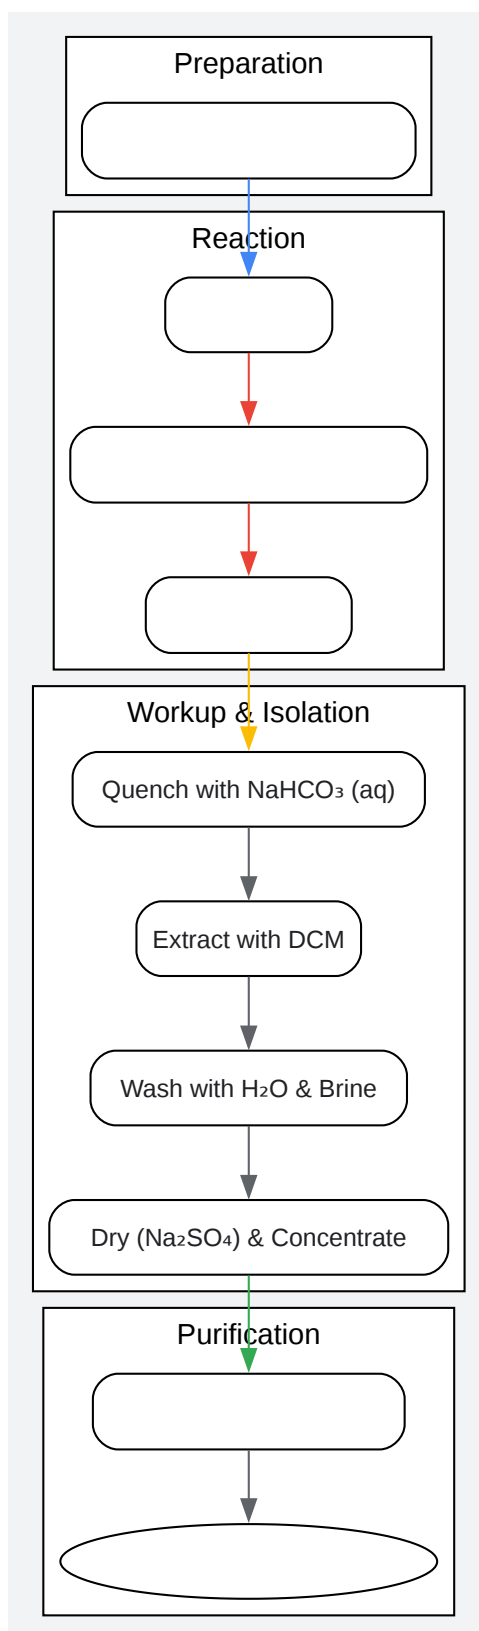 Preparation
Reaction
Workup & Isolation
Quench with NaHCO₃ (aq)
Extract with DCM
Wash with H₂O & Brine
Dry (Na₂SO₄) & Concentrate
Purification